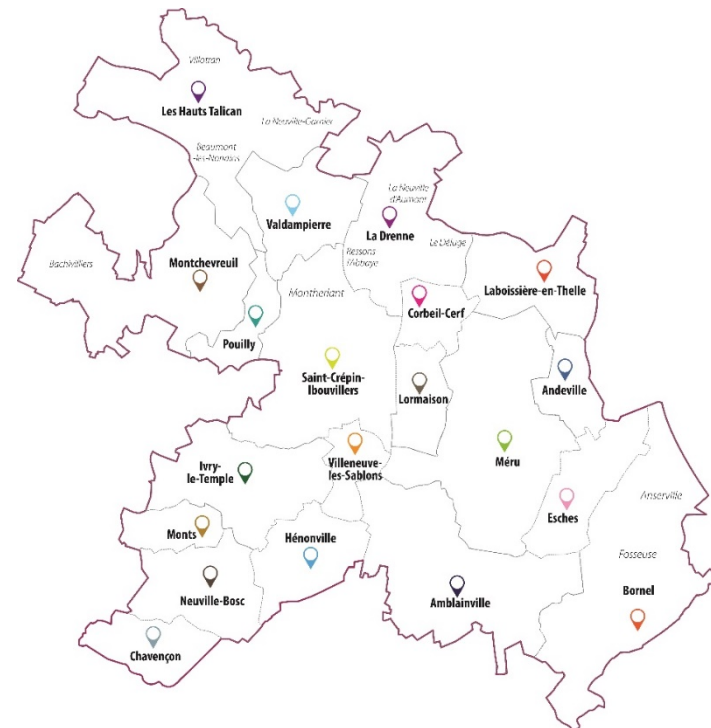 Villotran
Les Hauts Talican
La Neuville-Garnier
Beaumont
-les-Nonains
La Neuville
d'Aumont
Valdampierre
La Drenne
Le Déluge
Ressons
l'Abbaye
Bachivillers
Montchevreuil
Laboissière-en-Thelle
Montherlant
Corbeil-Cerf
Pouilly
Saint-Crépin-
Ibouvillers
Lormaison
Andeville
Ivry-
le-Temple
Villeneuve-
les-Sablons
Méru
Anserville
Esches
Monts
Hénonville
Fosseuse
Neuville-Bosc
Amblainville
Bornel
Chavençon